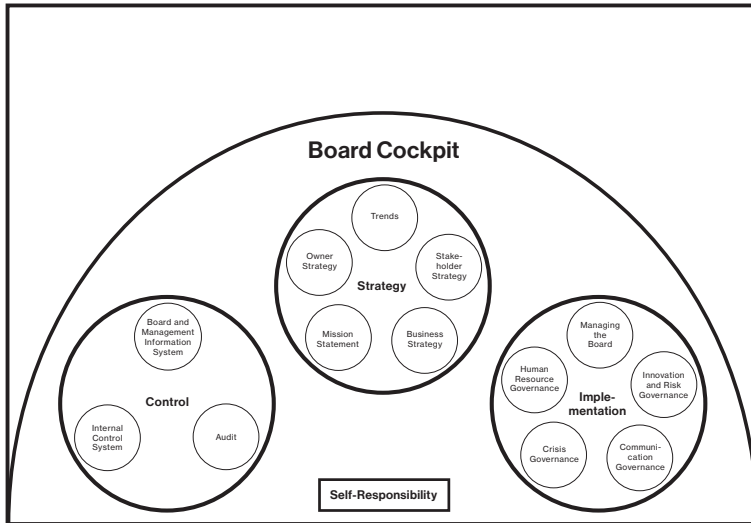 Board Cockpit
Trends
Owner
Strategy
Stake-
holder
Strategy
Strategy
Mission
Statement
Business
Strategy
Board and
Management
Information
System
Control
Internal
Control
System
Audit
Managing
the
Board
Human
Resource
Governance
Innovation
and Risk
Governance
Imple-
mentation
Crisis
Governance
Communi-
cation
Governance
Self-Responsibility